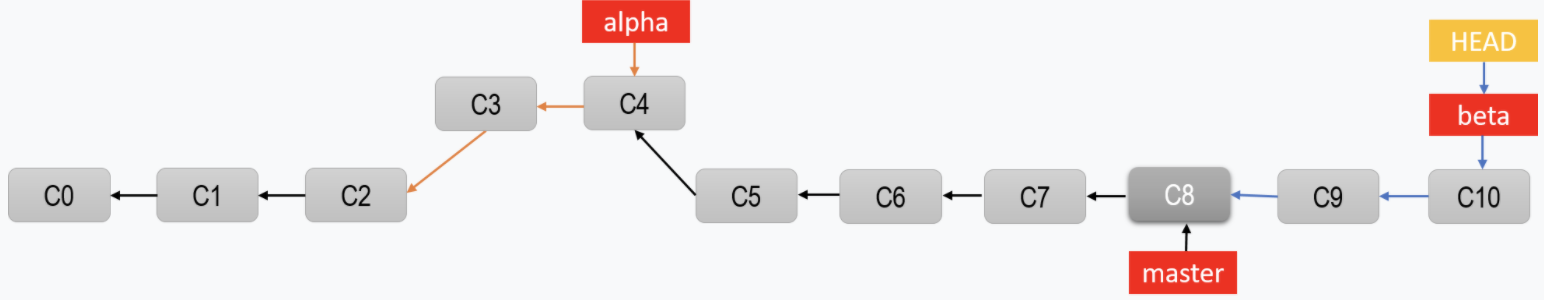 alpha
HEAD
C3
C4
beta
C0
C1
C2
C5
C6
C7
C8
C9
C10
master